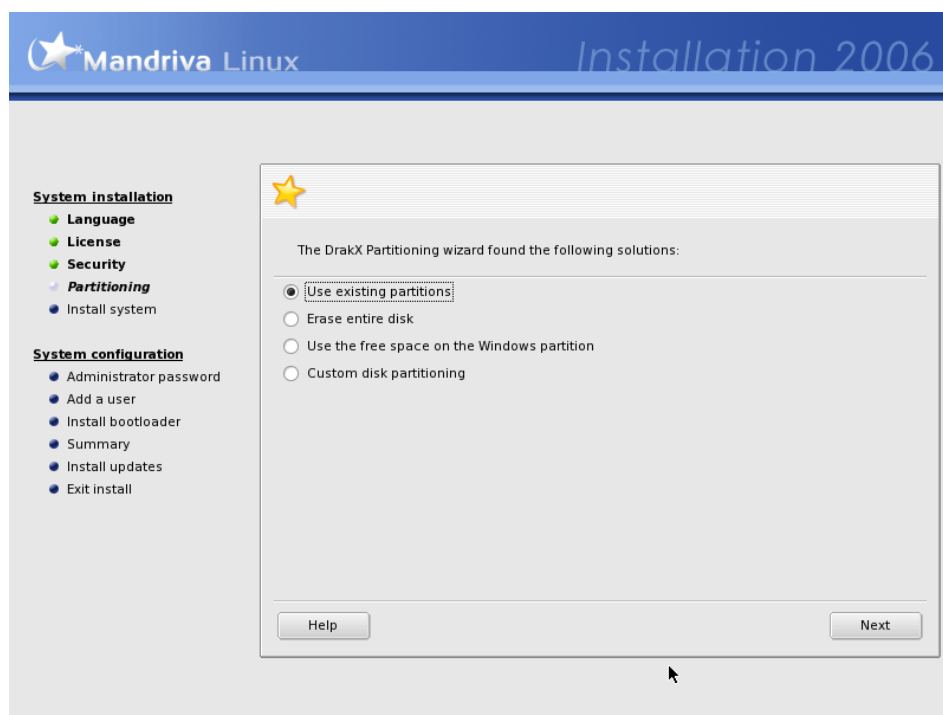 Mandriva Linux
Installation 2006
System installation
Language
License
Security
Partitioning
Install system
System configuration
Administrator password
Add a user
Install bootloader
Summary
Install updates
Exit install
The DrakX Partitioning wizard found the following solutions:
Use existing partitions
Erase entire disk
Use the free space on the Windows partition
Custom disk partitioning
Help
Next